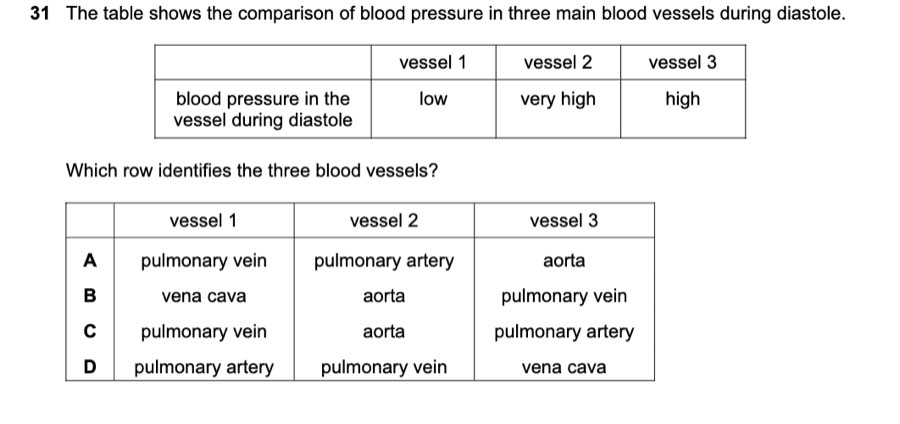 31 The table shows the comparison of blood pressure in three main blood vessels during diastole.
vessel 1 vessel 2 vessel 3
blood pressure in the low very high high
vessel during diastole
Which row identifies the three blood vessels?
vessel 1 vessel 2 vessel 3
A pulmonary vein pulmonary artery aorta
B vena cava aorta pulmonary vein
C pulmonary vein aorta pulmonary artery
D pulmonary artery pulmonary vein vena cava